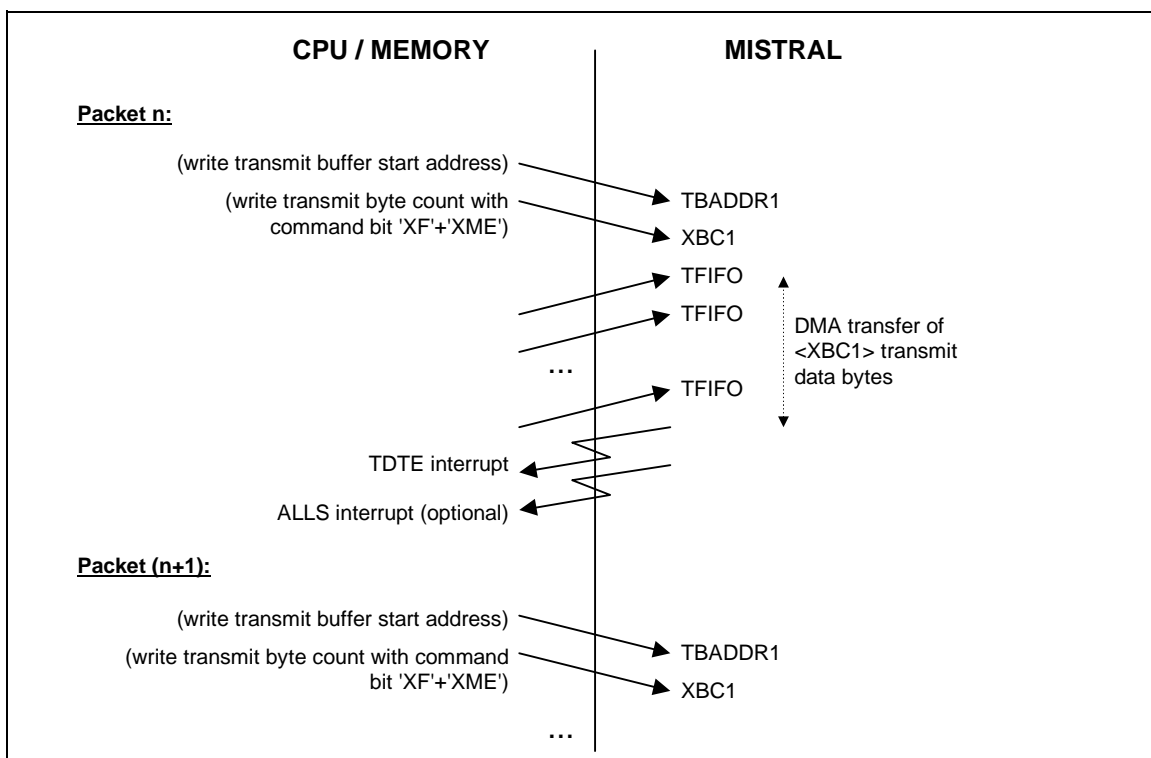 CPU / MEMORY
MISTRAL
Packet n:
(write transmit buffer start address)
TBADDR1
(write transmit byte count with
command bit 'XF'+'XME')
XBC1
TFIFO
TFIFO
DMA transfer of
<XBC1> transmit
data bytes
...
TFIFO
TDTE interrupt
ALLS interrupt (optional)
Packet (n+1):
(write transmit buffer start address)
TBADDR1
(write transmit byte count with command
bit 'XF'+'XME')
XBC1
...